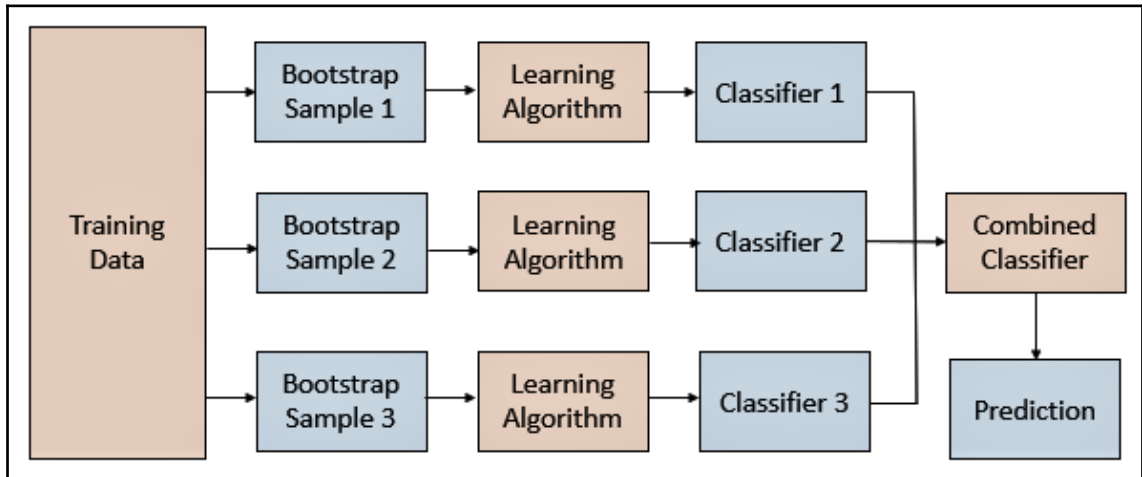 Training
Data
Bootstrap
Sample 1
Learning
Algorithm
Classifier 1
Bootstrap
Sample 2
Learning
Algorithm
Classifier 2
Bootstrap
Sample 3
Learning
Algorithm
Classifier 3
Combined
Classifier
Prediction